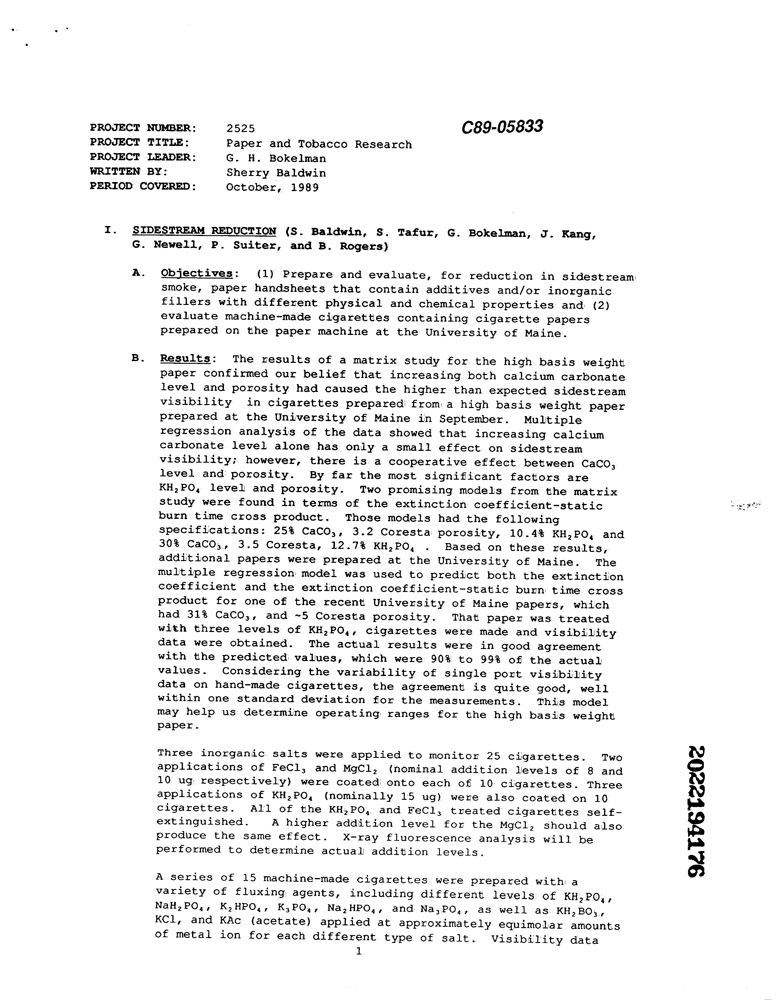 C89-05833
PROJECT NUMBER: 2525
PROJECT TITLE: Paper and Tobacco Research
PROJECT LEADER: G. H. Bokelman
WRITTEN BY: Sherry Baldwin
PERIOD COVERED: October, 1989
I. SIDESTREAM REDUCTION (S. Baldwin, S. Tafur, G. Bokelman, J. Kang,
G. Newell, P. Suiter, and B. Rogers)
A. Objectives: (1) Prepare and evaluate, for reduction in sidestream
smoke, paper handsheets that contain additives and/or inorganic
fillers with different physical and chemical properties and (2)
evaluate machine-made cigarettes containing cigarette papers
prepared on the paper machine at the University of Maine.
B. Results: The results of a matrix study for the high basis weight
paper confirmed our belief that increasing both calcium carbonate
level and porosity had caused the higher than expected sidestream
visibility in cigarettes prepared from a high basis weight paper
prepared at the University of Maine in September. Multiple
regression analysis of the data showed that increasing calcium
carbonate level alone has only a small effect on sidestream
visibility; however, there is a cooperative effect between CaCO₃
level and porosity. By far the most significant factors are
KH₂PO₄ level and porosity. Two promising models from the matrix
study were found in terms of the extinction coefficient-static
burn time cross product. Those models had the following
specifications: 25% CaCO₃, 3.2 Coresta porosity, 10.4% KH₂PO₄ and
30% CaCO₃, 3.5 Coresta, 12.7% KH₂PO₄ . Based on these results,
additional papers were prepared at the University of Maine. The
multiple regression model was used to predict both the extinction
coefficient and the extinction coefficient-static burn time cross
product for one of the recent University of Maine papers, which
had 31% CaCO₃, and ~5 Coresta porosity. That paper was treated
with three levels of KH₂PO₄, cigarettes were made and visibility
data were obtained. The actual results were in good agreement
with the predicted values, which were 90% to 99% of the actual
values. Considering the variability of single port visibility
data on hand-made cigarettes, the agreement is quite good, well
within one standard deviation for the measurements. This model
may help us determine operating ranges for the high basis weight
paper.
Three inorganic salts were applied to monitor 25 cigarettes. Two
applications of FeCl₃ and MgCl₂ (nominal addition levels of 8 and
10 ug respectively) were coated onto each of 10 cigarettes. Three
applications of KH₂PO₄ (nominally 15 ug) were also coated on 10
cigarettes. All of the KH₂PO₄ and FeCl₃ treated cigarettes self-
extinguished. A higher addition level for the MgCl₂ should also
produce the same effect. X-ray fluorescence analysis will be
performed to determine actual addition levels.
A series of 15 machine-made cigarettes were prepared with a
variety of fluxing agents, including different levels of KH₂PO₄,
NaH₂PO₄, K₂HPO₄, K₃PO₄, Na₂HPO₄, and Na₃PO₄, as well as KH₂BO₃,
KCl, and KAc (acetate) applied at approximately equimolar amounts
of metal ion for each different type of salt. Visibility data
1
2022194176